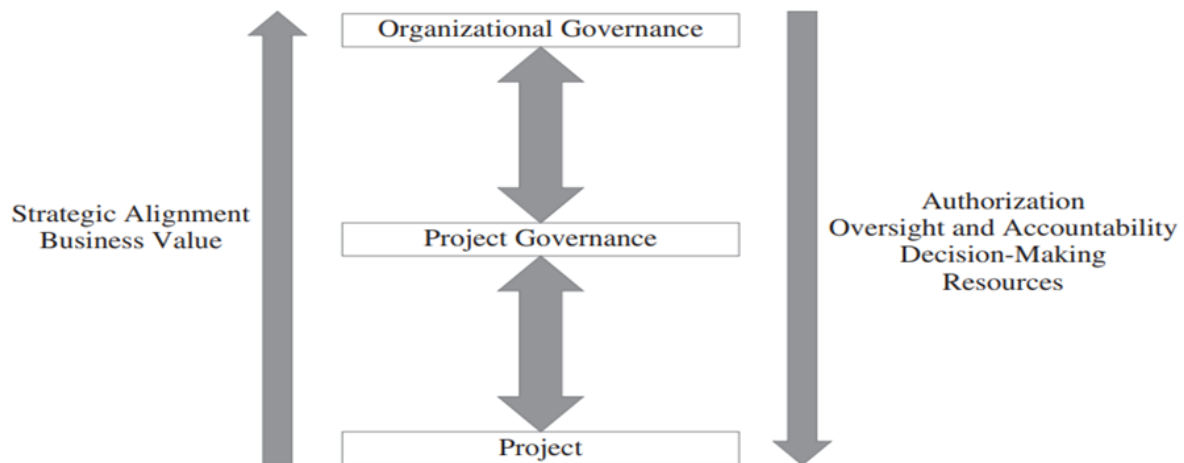 Organizational Governance
Strategic Alignment
Business Value
Project Governance
Authorization
Oversight and Accountability
Decision-Making
Resources
Project